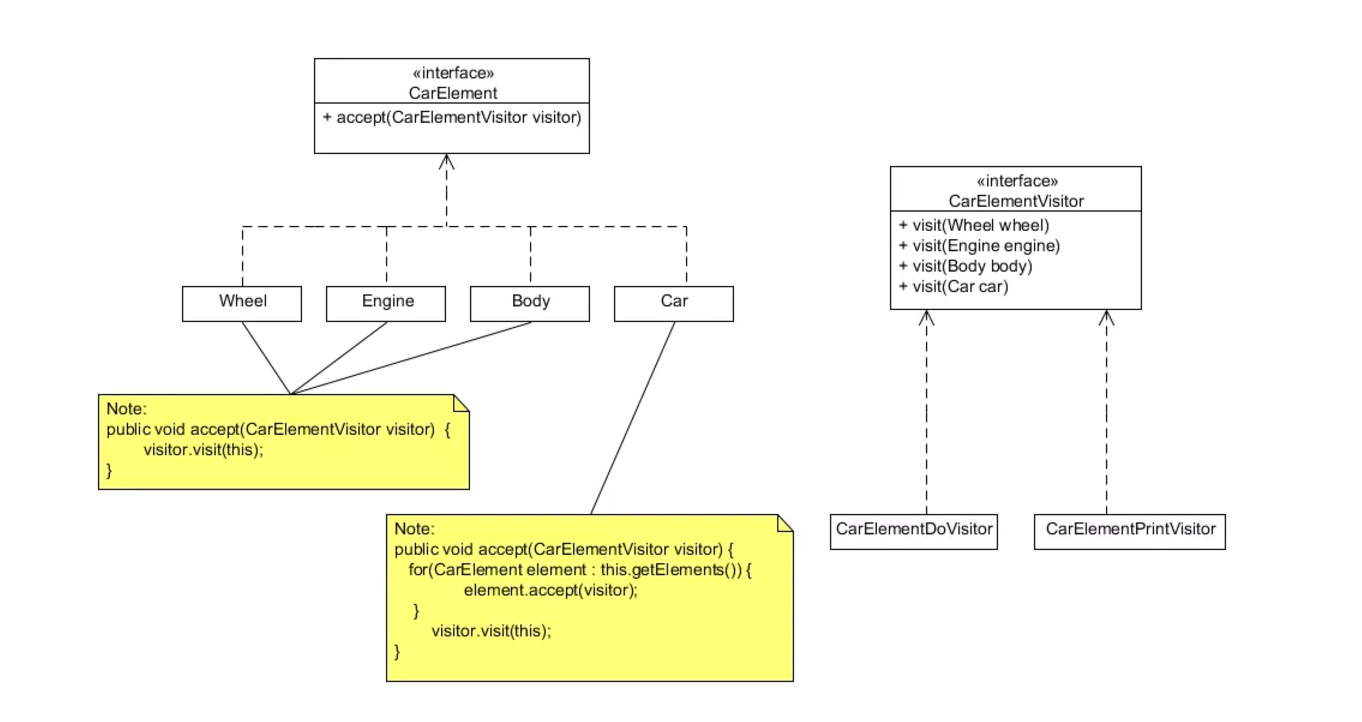 «interface»
CarElement
+ accept(CarElementVisitor visitor)
«interface»
CarElementVisitor
+ visit(Wheel wheel)
+ visit(Engine engine)
+ visit(Body body)
+ visit(Car car)
Wheel
Engine
Body
Car
Note:
public void accept(CarElementVisitor visitor) {
visitor.visit(this);
}
Note:
public void accept(CarElementVisitor visitor) {
for(CarElement element : this.getElements()) {
element.accept(visitor);
}
visitor.visit(this);
}
CarElementDoVisitor
CarElementPrintVisitor